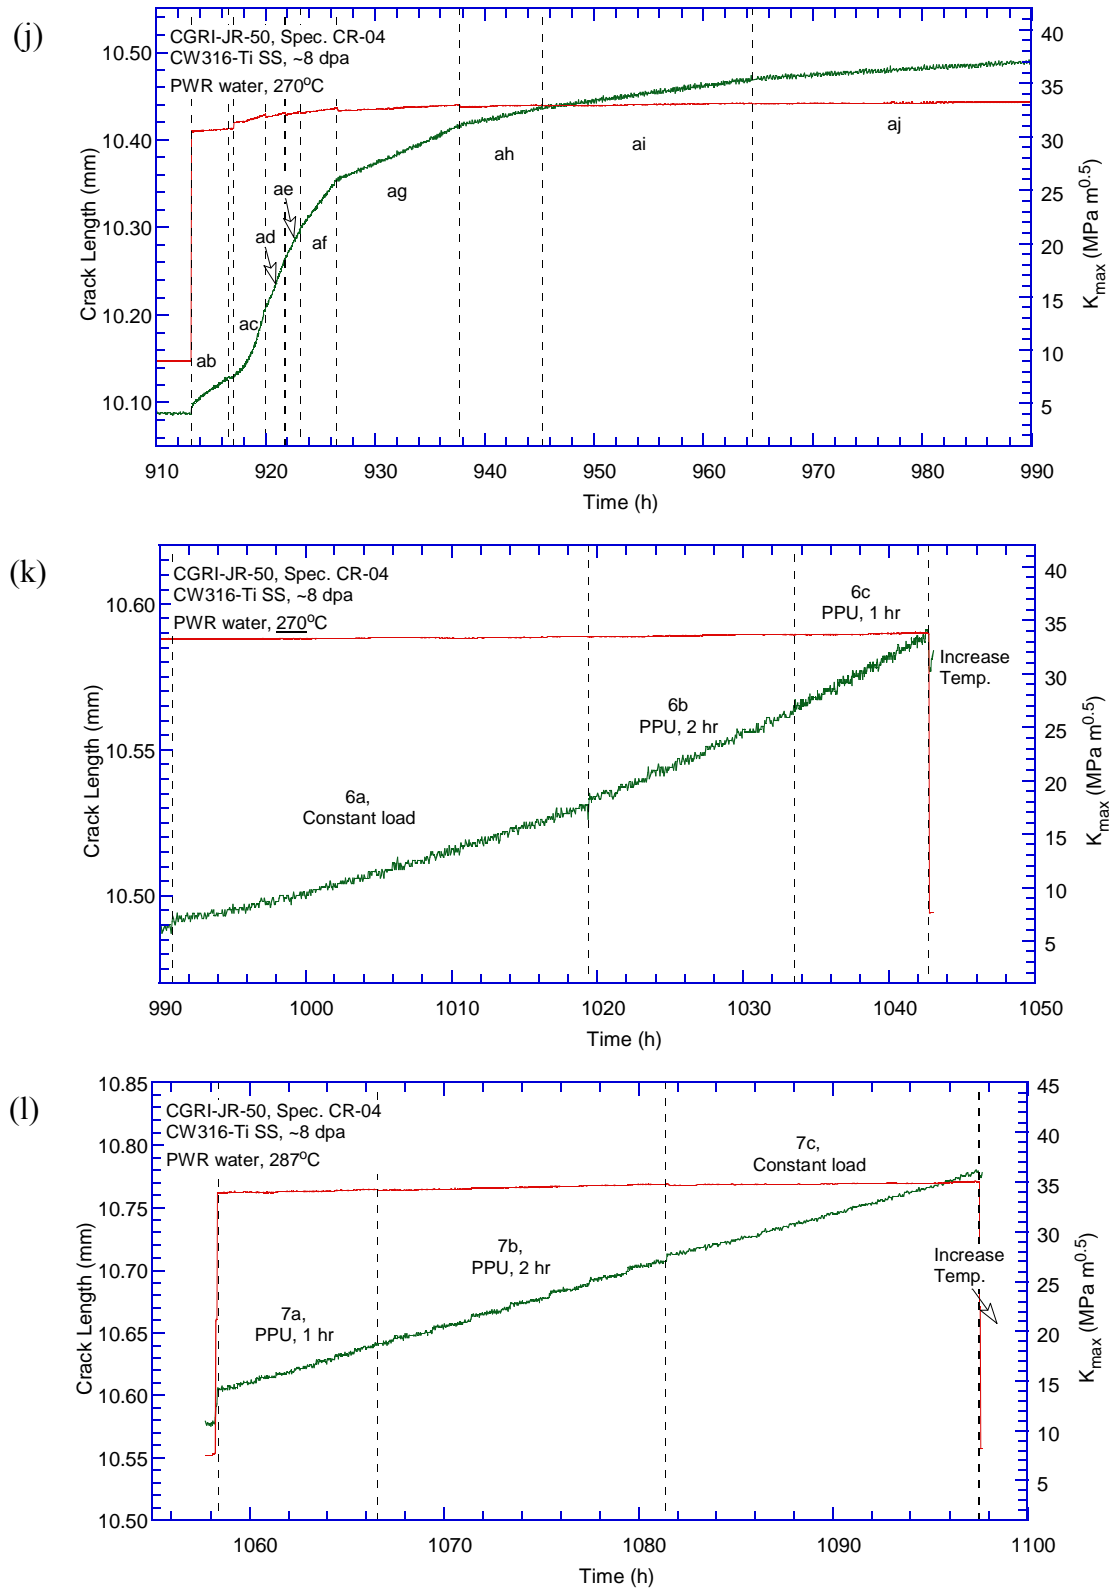 (j)
CGRI-JR-50, Spec. CR-04
CW316-Ti SS, ~8 dpa
PWR water, 270°C
Crack Length (mm)
10.50
10.40
10.30
10.20
10.10
40
35
30
25
20
15
10
5
K_max (MPa m^0.5)
ab
ac
ad
ae
af
ag
ah
ai
aj
910 920 930 940 950 960 970 980 990
Time (h)
(k)
CGRI-JR-50, Spec. CR-04
CW316-Ti SS, ~8 dpa
PWR water, 270°C
Crack Length (mm)
10.60
10.55
10.50
40
35
30
25
20
15
10
5
K_max (MPa m^0.5)
6a,
Constant load
6b
PPU, 2 hr
6c
PPU, 1 hr
Increase
Temp.
990 1000 1010 1020 1030 1040 1050
Time (h)
(l)
CGRI-JR-50, Spec. CR-04
CW316-Ti SS, ~8 dpa
PWR water, 287°C
Crack Length (mm)
10.85
10.80
10.75
10.70
10.65
10.60
10.55
10.50
45
40
35
30
25
20
15
10
5
K_max (MPa m^0.5)
7a,
PPU, 1 hr
7b,
PPU, 2 hr
7c,
Constant load
Increase
Temp.
1060 1070 1080 1090 1100
Time (h)